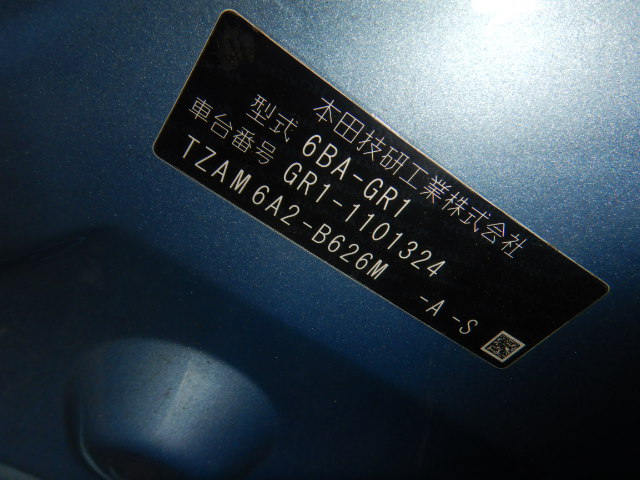 本田技研工業株式会社
型式 6BA-GR1
車台番号 GR1-1101324
TZAM6A2-B626M -A -S